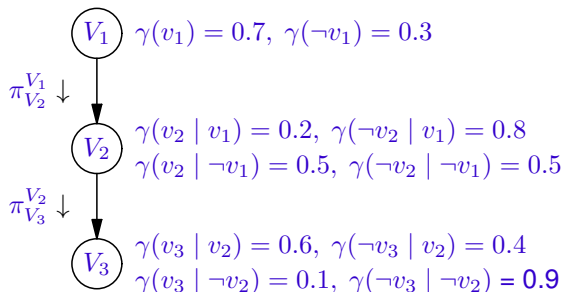 V₁ γ(v₁) = 0.7, γ(¬v₁) = 0.3
π^{V₁}_{V₂} ↓
V₂ γ(v₂ | v₁) = 0.2, γ(¬v₂ | v₁) = 0.8
γ(v₂ | ¬v₁) = 0.5, γ(¬v₂ | ¬v₁) = 0.5
π^{V₂}_{V₃} ↓
V₃ γ(v₃ | v₂) = 0.6, γ(¬v₃ | v₂) = 0.4
γ(v₃ | ¬v₂) = 0.1, γ(¬v₃ | ¬v₂) = 0.9